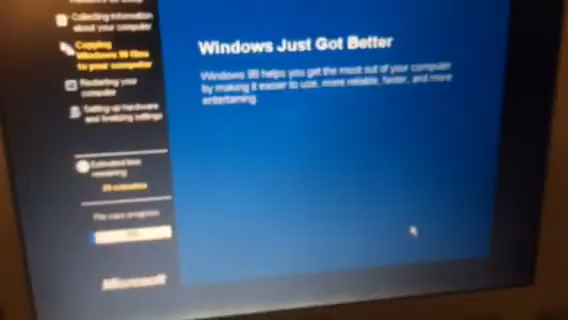 Collecting information
about your computer
Copying
Windows 98 files
to your computer
Restarting your
computer
Setting up hardware
and finalizing settings
Estimated time
remaining
minutes
File copy progress
Microsoft
Windows Just Got Better
Windows 98 helps you get the most out of your computer
by making it easier to use, more reliable, faster, and more
entertaining.